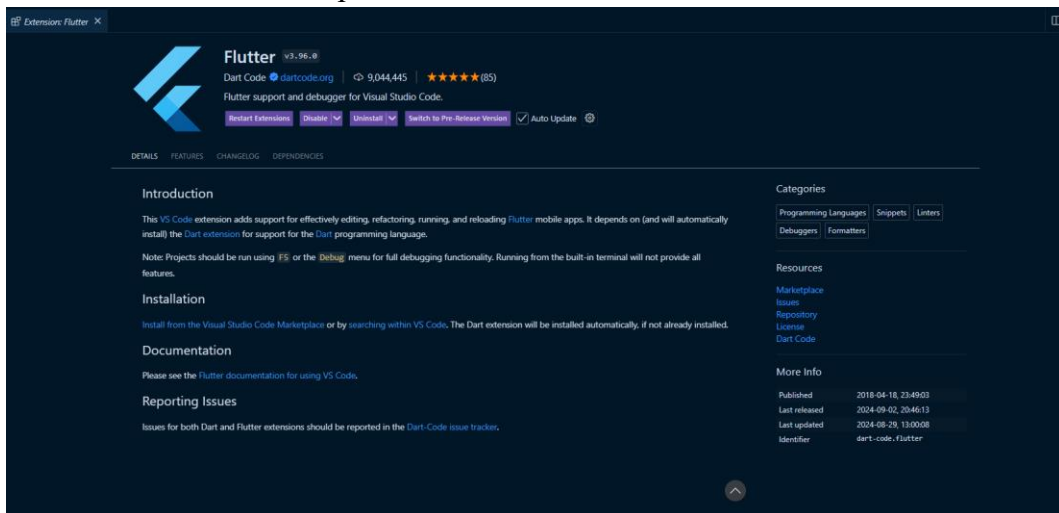 Extension: Flutter
Flutter v3.96.0
Dart Code dartcode.org 9,044,445 (85)
Flutter support and debugger for Visual Studio Code.
Restart Extensions Disable Uninstall Switch to Pre-Release Version Auto Update
DETAILS FEATURES CHANGELOG DEPENDENCIES
Introduction
This VS Code extension adds support for effectively editing, refactoring, running, and reloading Flutter mobile apps. It depends on (and will automatically
install) the Dart extension for support for the Dart programming language.
Note: Projects should be run using F5 or the Debug menu for full debugging functionality. Running from the built-in terminal will not provide all
features.
Installation
Install from the Visual Studio Code Marketplace or by searching within VS Code. The Dart extension will be installed automatically, if not already installed.
Documentation
Please see the Flutter documentation for using VS Code.
Reporting Issues
Issues for both Dart and Flutter extensions should be reported in the Dart-Code issue tracker.
Categories
Programming Languages Snippets Linters
Debuggers Formatters
Resources
Marketplace
Issues
Repository
License
Dart Code
More Info
Published 2018-04-18, 23:49:03
Last released 2024-09-02, 20:46:13
Last updated 2024-08-29, 13:00:08
Identifier dart-code.flutter